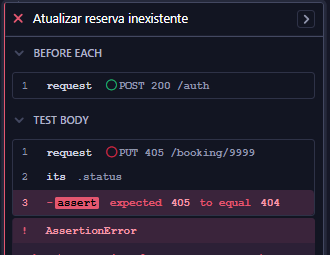 Atualizar reserva inexistente
BEFORE EACH
1 request POST 200 /auth
TEST BODY
1 request PUT 405 /booking/9999
2 its .status
3 -assert expected 405 to equal 404
! AssertionError